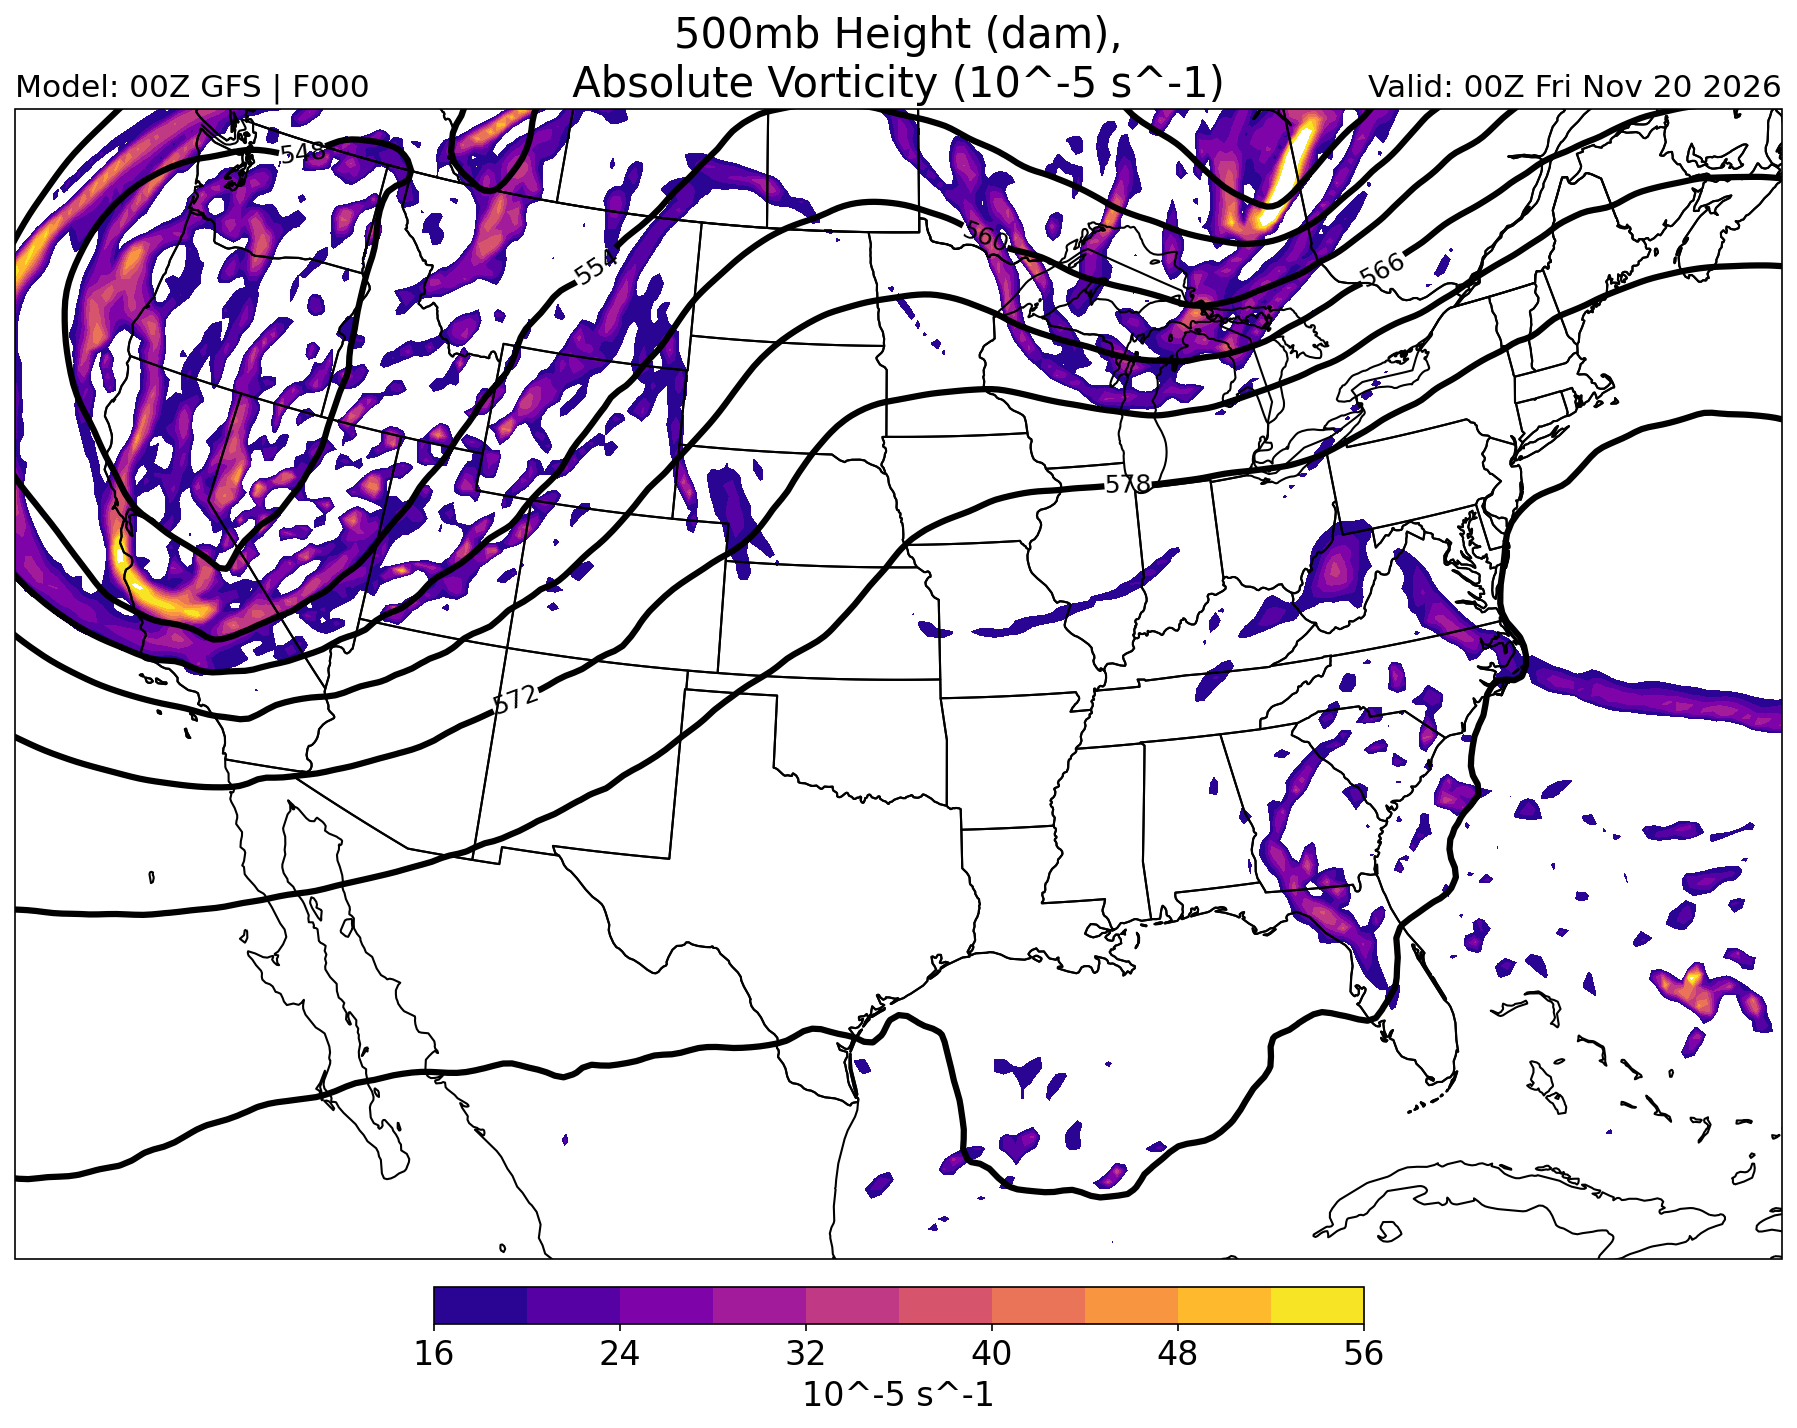 500mb Height (dam),
Absolute Vorticity (10^-5 s^-1)
Model: 00Z GFS | F000
Valid: 00Z Fri Nov 20 2026
548
554
560
566
578
572
16 24 32 40 48 56
10^-5 s^-1